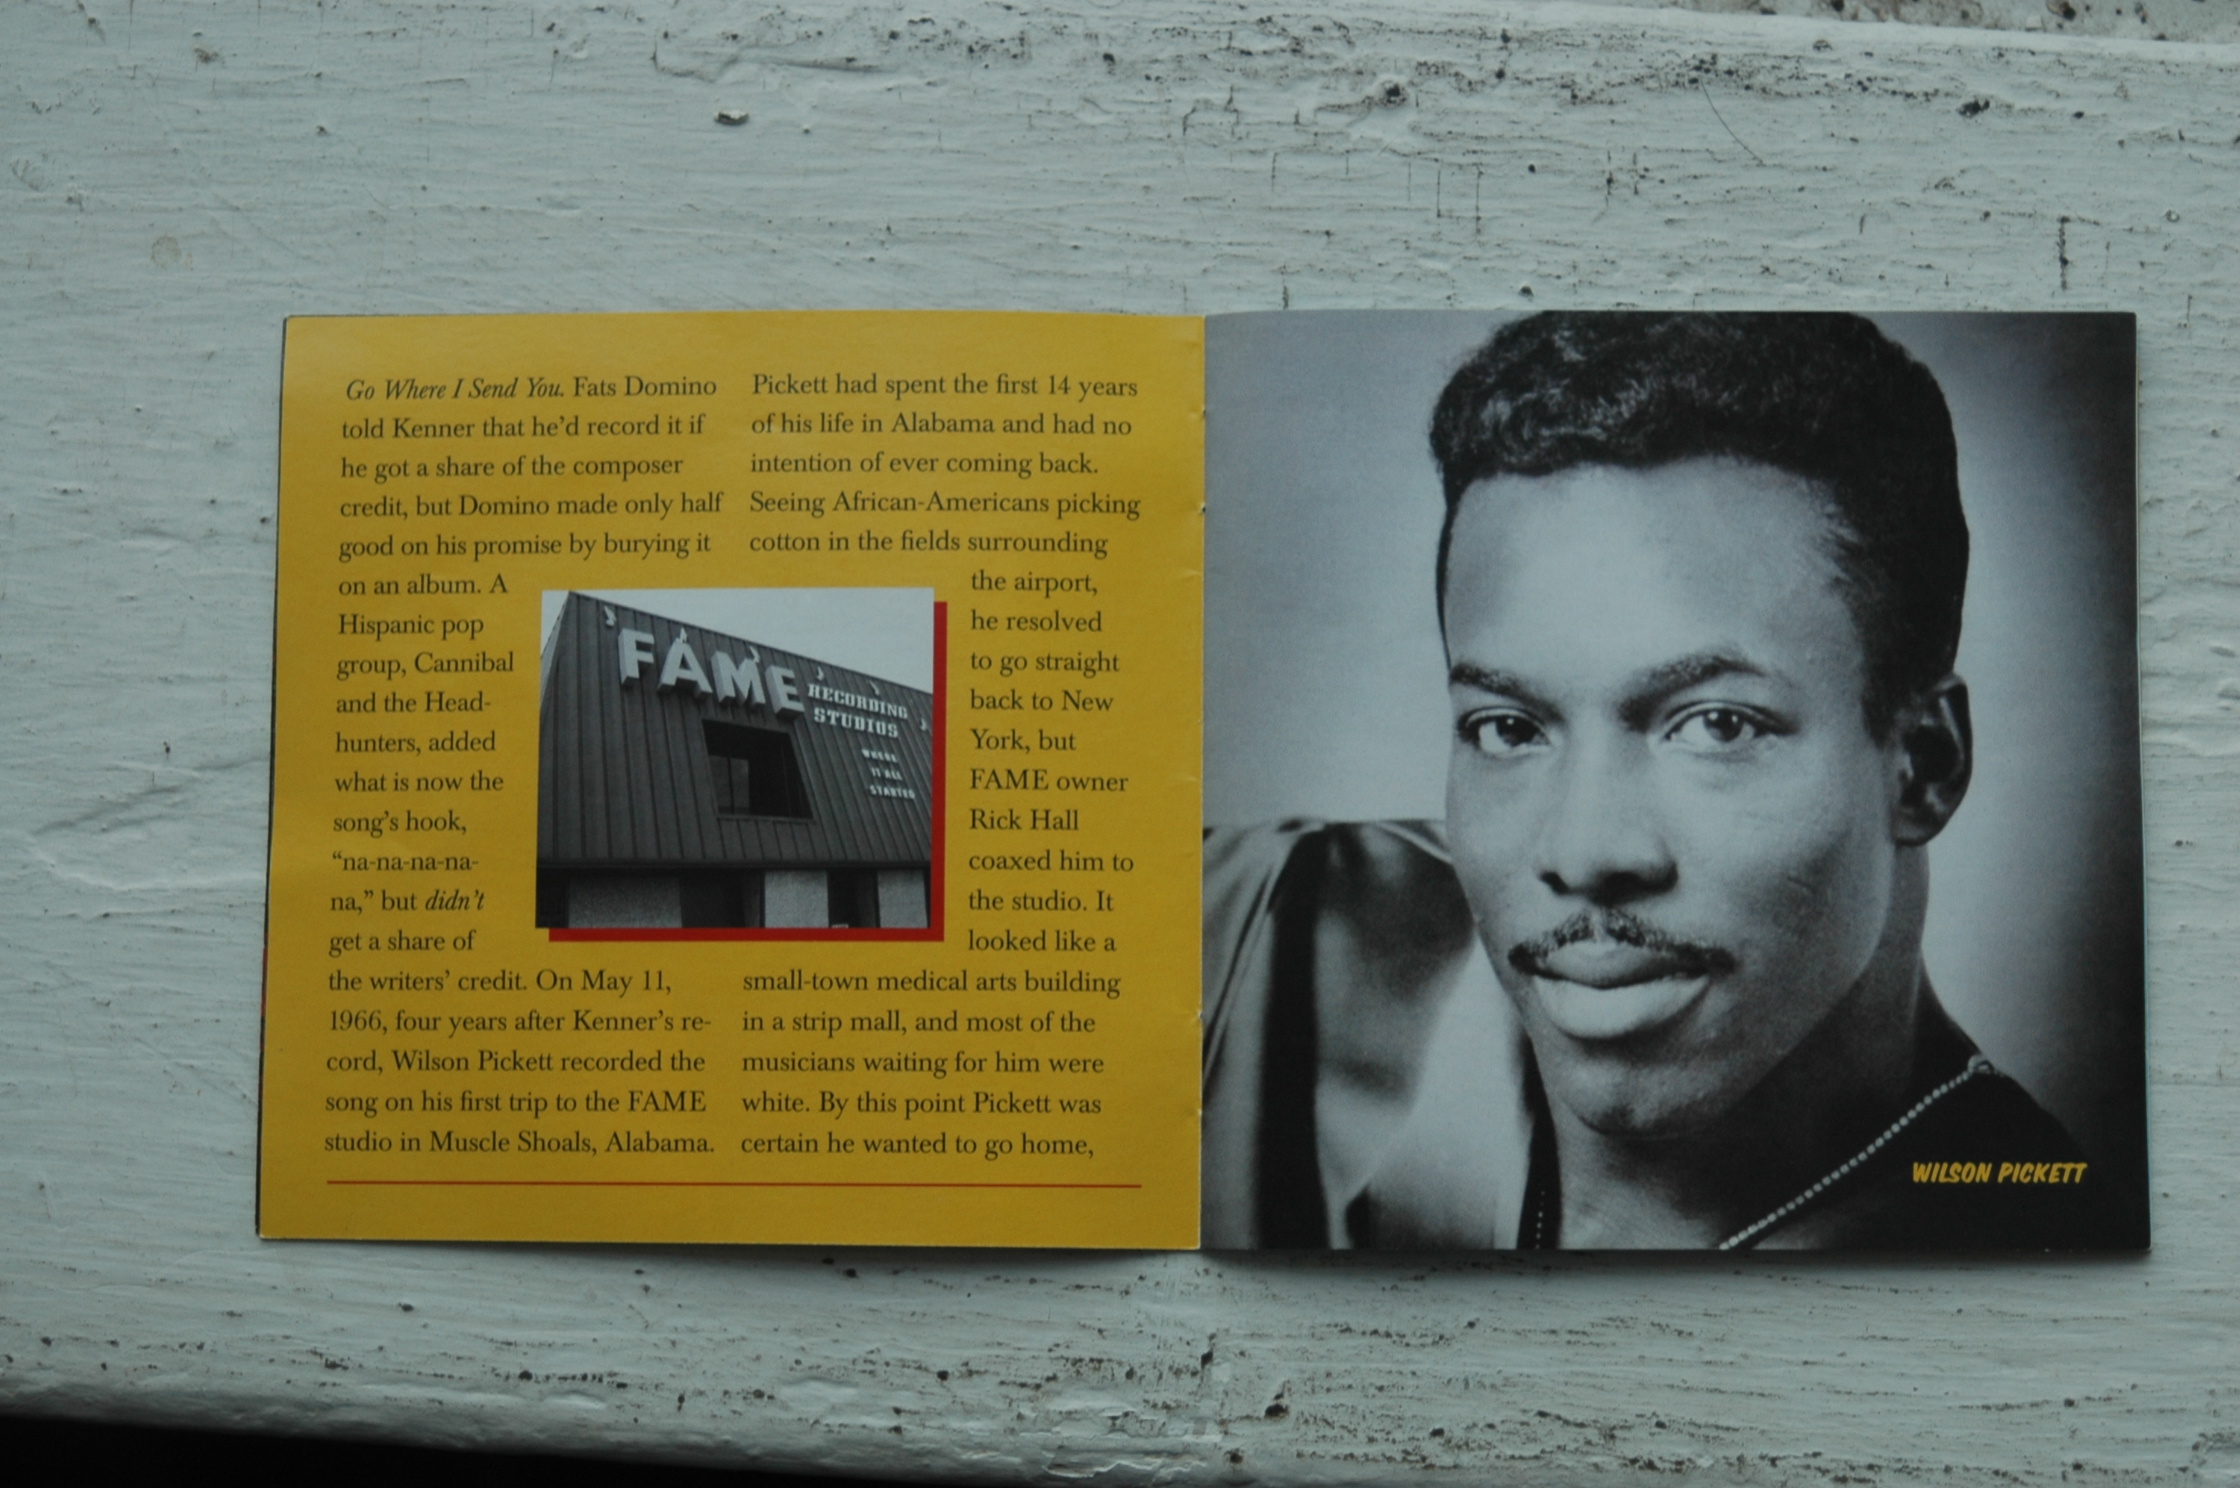 Go Where I Send You. Fats Domino
told Kenner that he'd record it if
he got a share of the composer
credit, but Domino made only half
good on his promise by burying it
on an album. A
Hispanic pop
group, Cannibal
and the Head-
hunters, added
what is now the
song's hook,
“na-na-na-na-
na,” but didn't
get a share of
the writers' credit. On May 11,
1966, four years after Kenner's re-
cord, Wilson Pickett recorded the
song on his first trip to the FAME
studio in Muscle Shoals, Alabama.
FAME
RECORDING
STUDIOS
WHERE
IT ALL
STARTED
Pickett had spent the first 14 years
of his life in Alabama and had no
intention of ever coming back.
Seeing African-Americans picking
cotton in the fields surrounding
the airport,
he resolved
to go straight
back to New
York, but
FAME owner
Rick Hall
coaxed him to
the studio. It
looked like a
small-town medical arts building
in a strip mall, and most of the
musicians waiting for him were
white. By this point Pickett was
certain he wanted to go home,
WILSON PICKETT